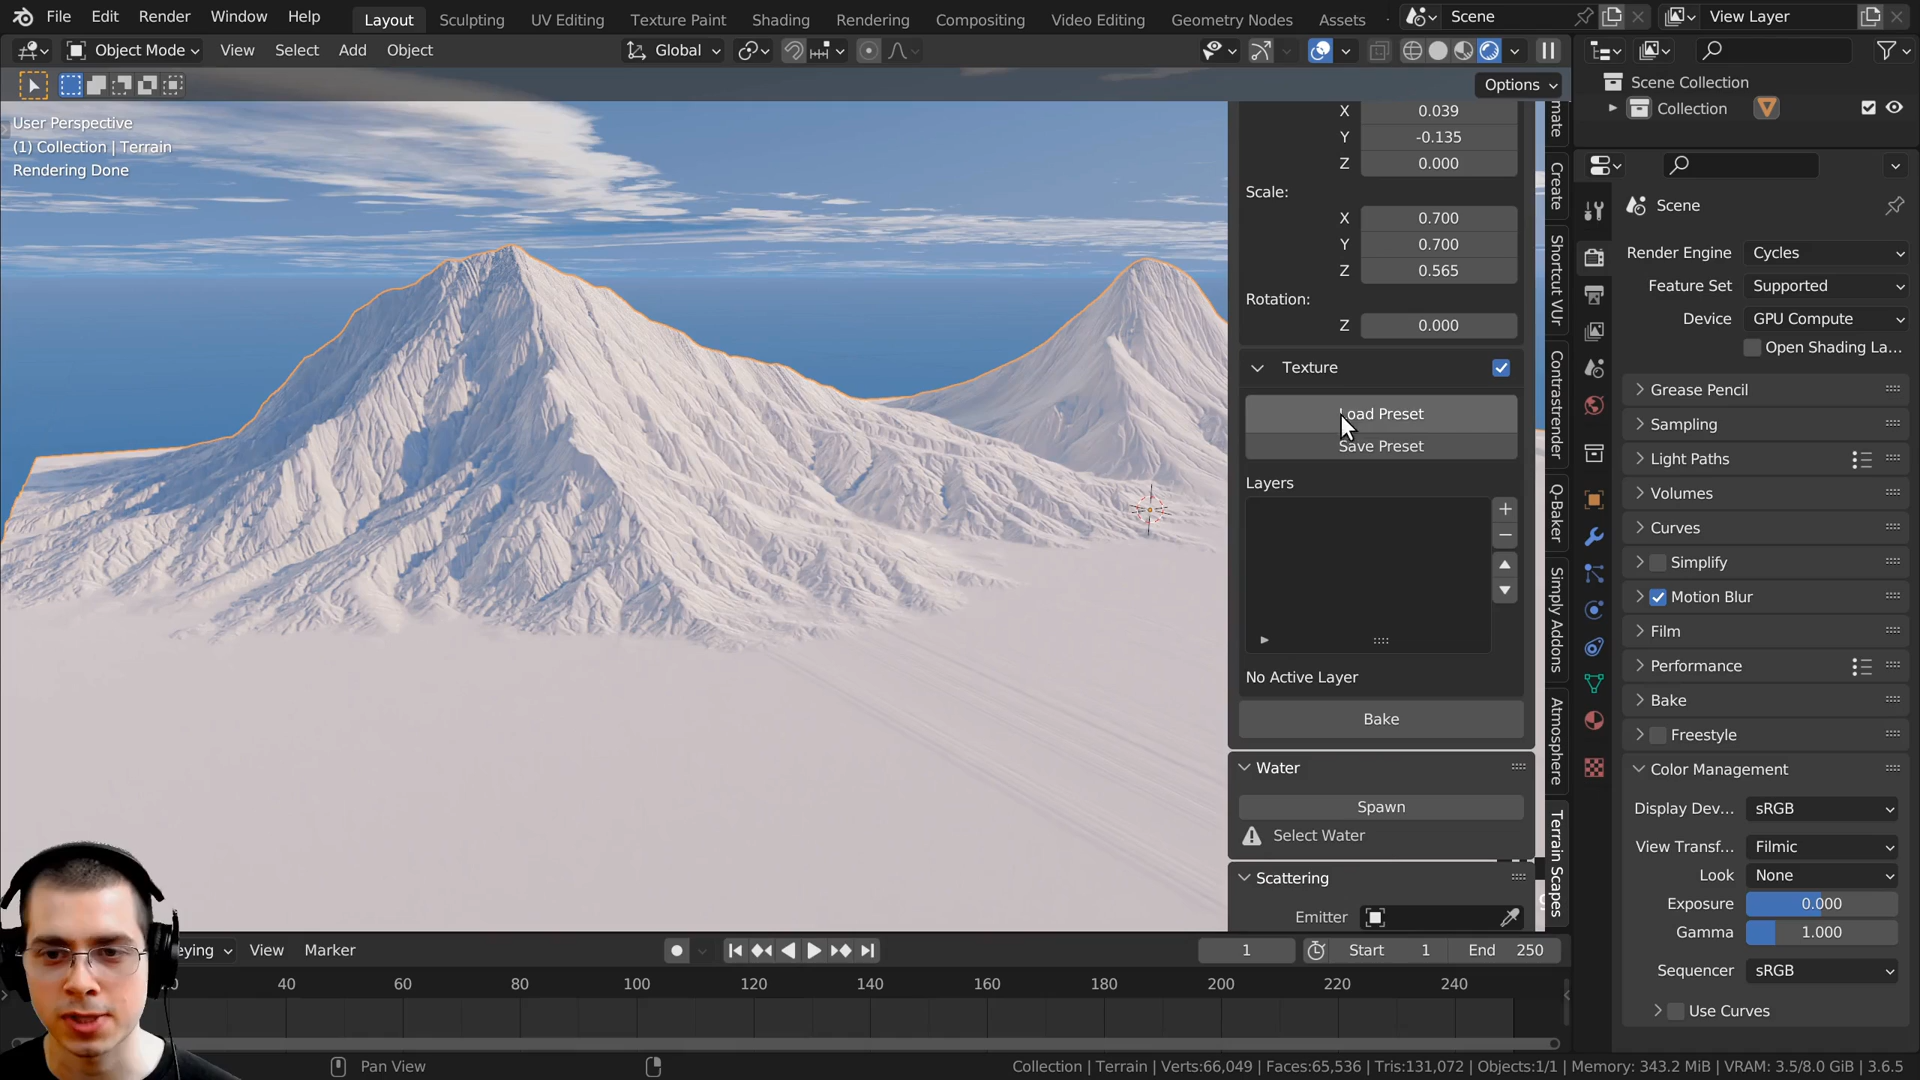 File Edit Render Window Help Layout Sculpting UV Editing Texture Paint Shading Rendering Compositing Video Editing Geometry Nodes Assets Scene View Layer
Object Mode View Select Add Object Global
Options
User Perspective
(1) Collection | Terrain
Rendering Done
X 0.039
Y -0.135
Z 0.000
Scale:
X 0.700
Y 0.700
Z 0.565
Rotation:
Z 0.000
Texture
Load Preset
Save Preset
Layers
No Active Layer
Bake
Water
Spawn
Select Water
Scattering
Emitter
Create
Shortcut VUr
Contrastrender
Q-Baker
Simply Addons
Atmosphere
Terrain Scapes
Scene Collection
Collection
Scene
Render Engine Cycles
Feature Set Supported
Device GPU Compute
Open Shading La...
Grease Pencil
Sampling
Light Paths
Volumes
Curves
Simplify
Motion Blur
Film
Performance
Bake
Freestyle
Color Management
Display Dev... sRGB
View Transf... Filmic
Look None
Exposure 0.000
Gamma 1.000
Sequencer sRGB
Use Curves
eying View Marker 1 Start 1 End 250
40 60 80 100 120 140 160 180 200 220 240
Pan View
Collection | Terrain | Verts:66,049 | Faces:65,536 | Tris:131,072 | Objects:1/1 | Memory: 343.2 MiB | VRAM: 3.5/8.0 GiB | 3.6.5